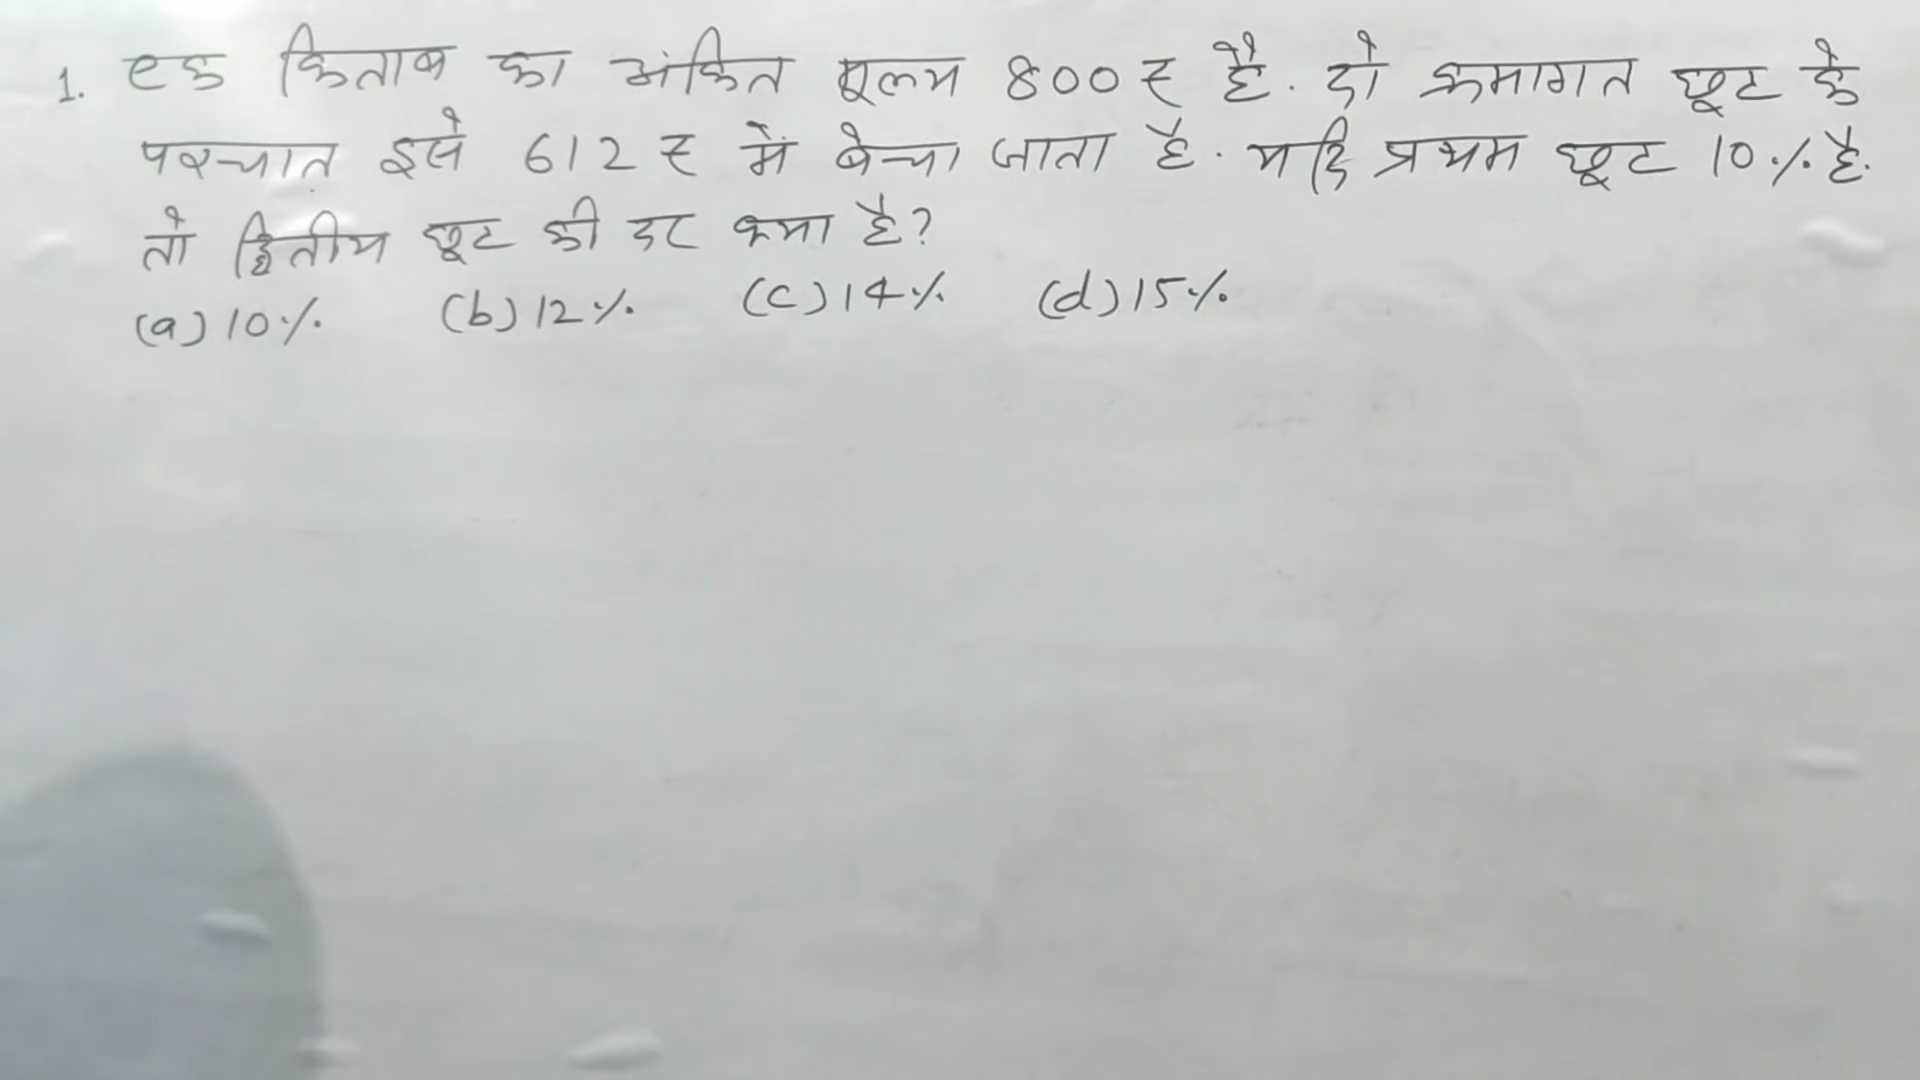 1. एक किताब का अंकित मूल्य 800 ₹ है. दो क्रमागत छूट के
पश्चात् इसे 612 ₹ में बेचा जाता है. यदि प्रथम छूट 10% है.
तो द्वितीय छूट की दर क्या है?
(a) 10% (b) 12% (c) 14% (d) 15%